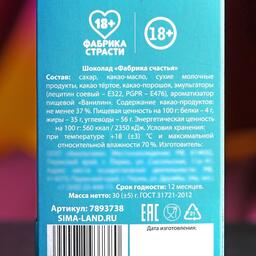 18+
ФАБРИКА
СТРАСТИ
18+
Шоколад «Фабрика счастья»
Состав: сахар, какао-масло, сухие молочные
продукты, какао тёртое, какао-порошок, эмульгаторы
(лецитин соевый – Е322, PGPR – Е476), ароматизатор
пищевой «Ванилин». Содержание какао-продуктов:
не менее 37 %. Пищевая ценность на 100 г: белки – 4 г,
жиры – 35 г, углеводы – 56 г. Энергетическая ценность
на 100 г: 560 ккал / 2350 кДж. Условия хранения:
при температуре +18 (±3) °С и максимальной
относительной влажности 70 %. Изготовитель:
Срок годности: 12 месяцев.
Масса нетто: 30 (±5) г. ГОСТ 31721-2012
Артикул: 7893738
SIMA-LAND.RU
EAC
Дата изготовления: